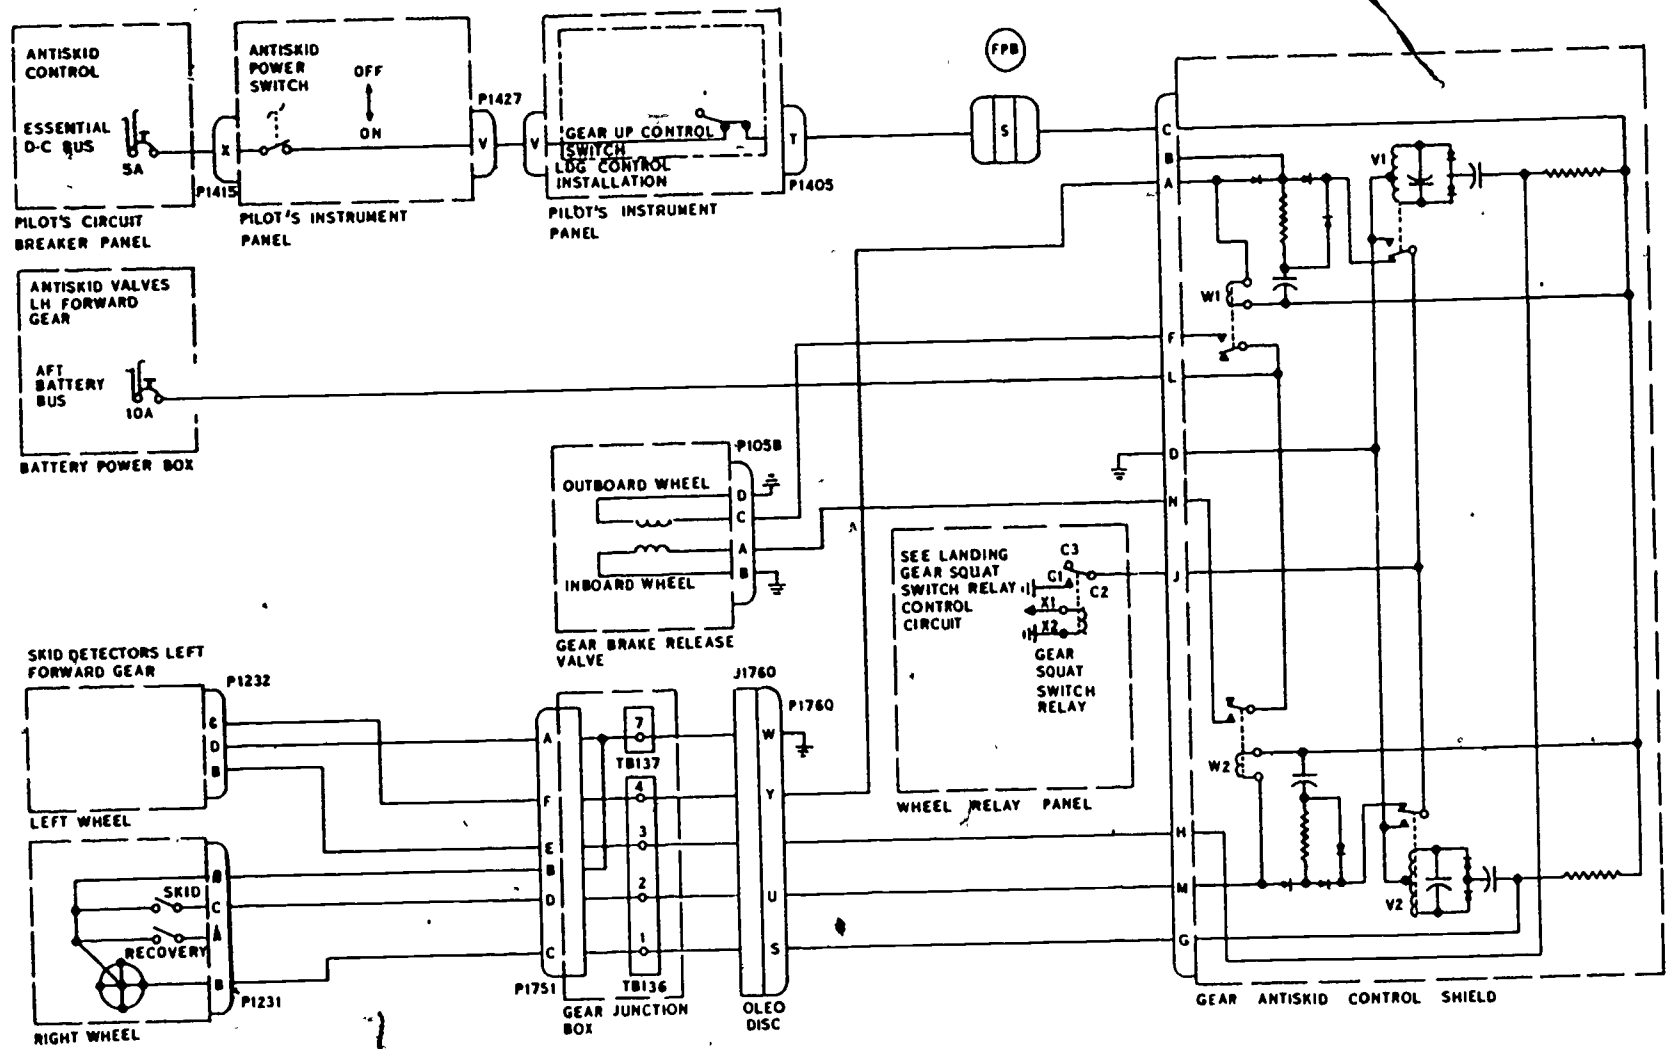 ANTISKID
CONTROL
ESSENTIAL
D-C BUS
5A
PILOT'S CIRCUIT
BREAKER PANEL
X
P1415
ANTISKID
POWER
SWITCH
OFF
ON
PILOT'S INSTRUMENT
PANEL
P1427
V
V
GEAR UP CONTROL
SWITCH
LDG CONTROL
INSTALLATION
PILOT'S INSTRUMENT
PANEL
T
P1405
FPB
S
ANTISKID VALVES
LH FORWARD
GEAR
AFT
BATTERY
BUS
10A
BATTERY POWER BOX
P105B
OUTBOARD WHEEL
D
C
A
B
INBOARD WHEEL
GEAR BRAKE RELEASE
VALVE
SEE LANDING
GEAR SQUAT
SWITCH RELAY
CONTROL
CIRCUIT
C3
C1
C2
X1
X2
GEAR
SQUAT
SWITCH
RELAY
WHEEL RELAY PANEL
SKID DETECTORS LEFT
FORWARD GEAR
P1232
D
B
LEFT WHEEL
SKID
C
A
RECOVERY
B
P1231
RIGHT WHEEL
A
F
E
B
D
C
P1751
7
TB137
4
3
2
1
TB136
GEAR JUNCTION
BOX
J1760
P1760
W
Y
U
S
OLEO
DISC
C
B
A
F
L
D
N
J
H
M
G
V1
W1
W2
V2
GEAR ANTISKID CONTROL SHIELD